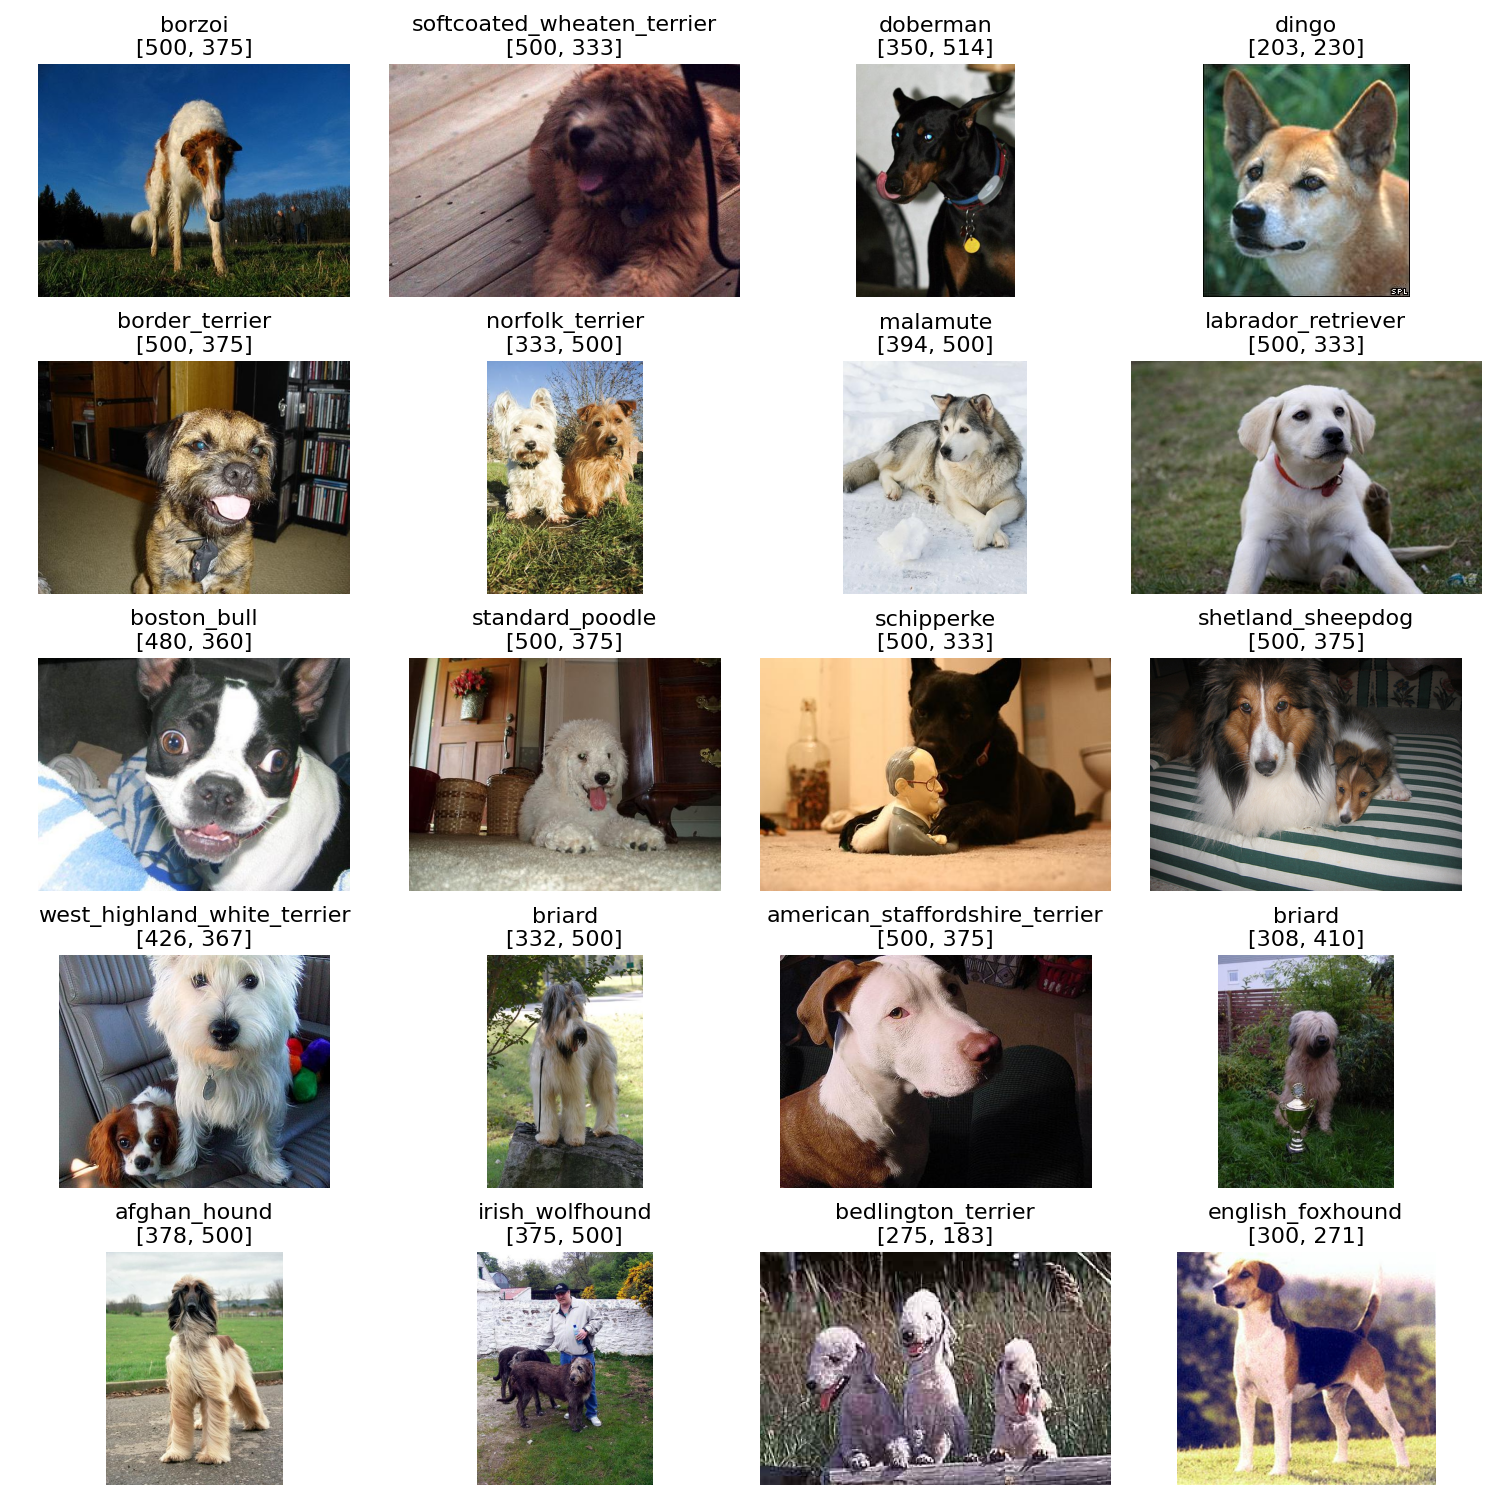 borzoi
[500, 375]
softcoated_wheaten_terrier
[500, 333]
doberman
[350, 514]
dingo
[203, 230]
SPL
border_terrier
[500, 375]
norfolk_terrier
[333, 500]
malamute
[394, 500]
labrador_retriever
[500, 333]
boston_bull
[480, 360]
standard_poodle
[500, 375]
schipperke
[500, 333]
shetland_sheepdog
[500, 375]
west_highland_white_terrier
[426, 367]
briard
[332, 500]
american_staffordshire_terrier
[500, 375]
briard
[308, 410]
afghan_hound
[378, 500]
irish_wolfhound
[375, 500]
bedlington_terrier
[275, 183]
english_foxhound
[300, 271]